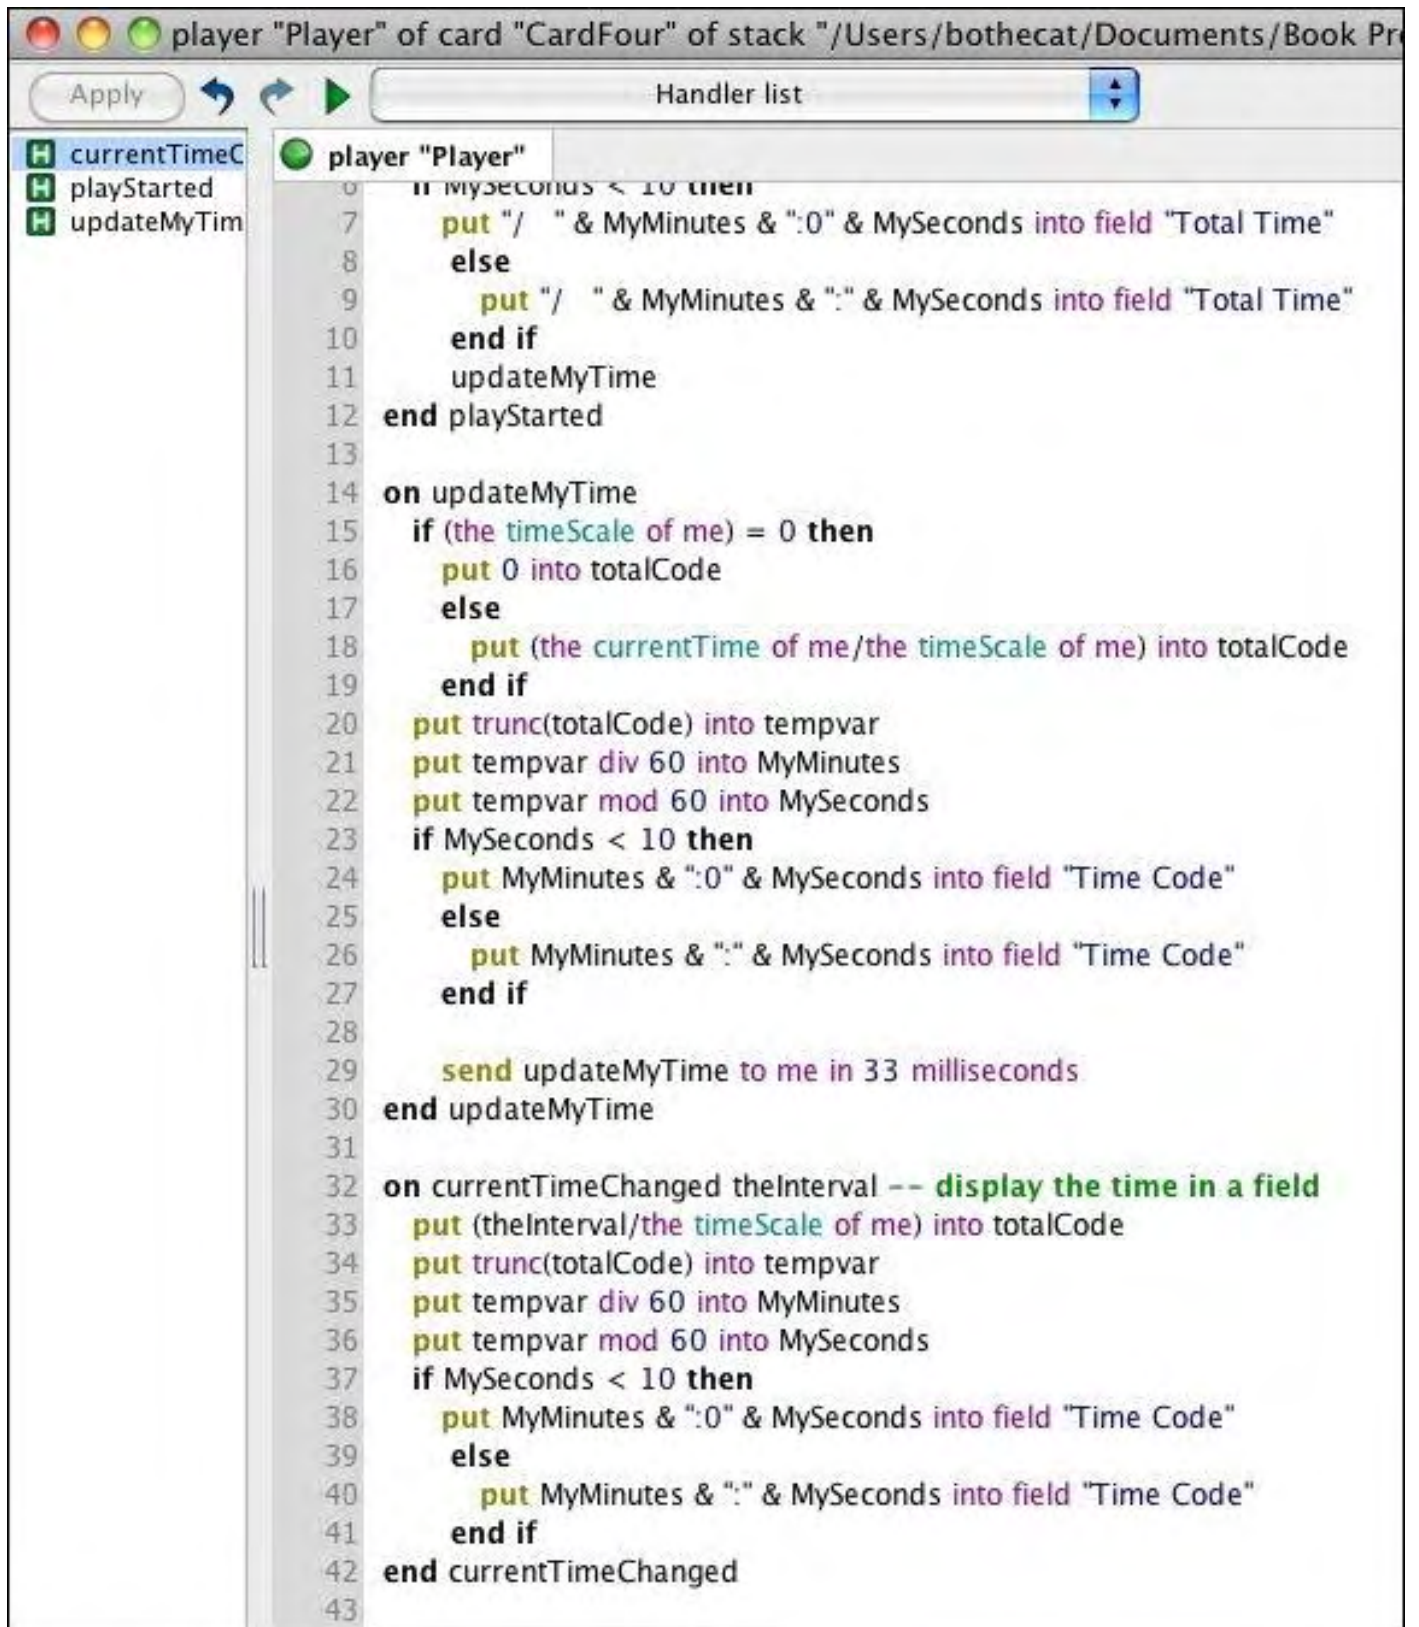 player "Player" of card "CardFour" of stack "/Users/bothecat/Documents/Book Pr
Apply Handler list
currentTimeC
playStarted
updateMyTim
player "Player"
6 if MySeconds < 10 then
7 put "/   " & MyMinutes & ":0" & MySeconds into field "Total Time"
8 else
9 put "/   " & MyMinutes & ":" & MySeconds into field "Total Time"
10 end if
11 updateMyTime
12 end playStarted
13
14 on updateMyTime
15 if (the timeScale of me) = 0 then
16 put 0 into totalCode
17 else
18 put (the currentTime of me/the timeScale of me) into totalCode
19 end if
20 put trunc(totalCode) into tempvar
21 put tempvar div 60 into MyMinutes
22 put tempvar mod 60 into MySeconds
23 if MySeconds < 10 then
24 put MyMinutes & ":0" & MySeconds into field "Time Code"
25 else
26 put MyMinutes & ":" & MySeconds into field "Time Code"
27 end if
28
29 send updateMyTime to me in 33 milliseconds
30 end updateMyTime
31
32 on currentTimeChanged theInterval -- display the time in a field
33 put (theInterval/the timeScale of me) into totalCode
34 put trunc(totalCode) into tempvar
35 put tempvar div 60 into MyMinutes
36 put tempvar mod 60 into MySeconds
37 if MySeconds < 10 then
38 put MyMinutes & ":0" & MySeconds into field "Time Code"
39 else
40 put MyMinutes & ":" & MySeconds into field "Time Code"
41 end if
42 end currentTimeChanged
43